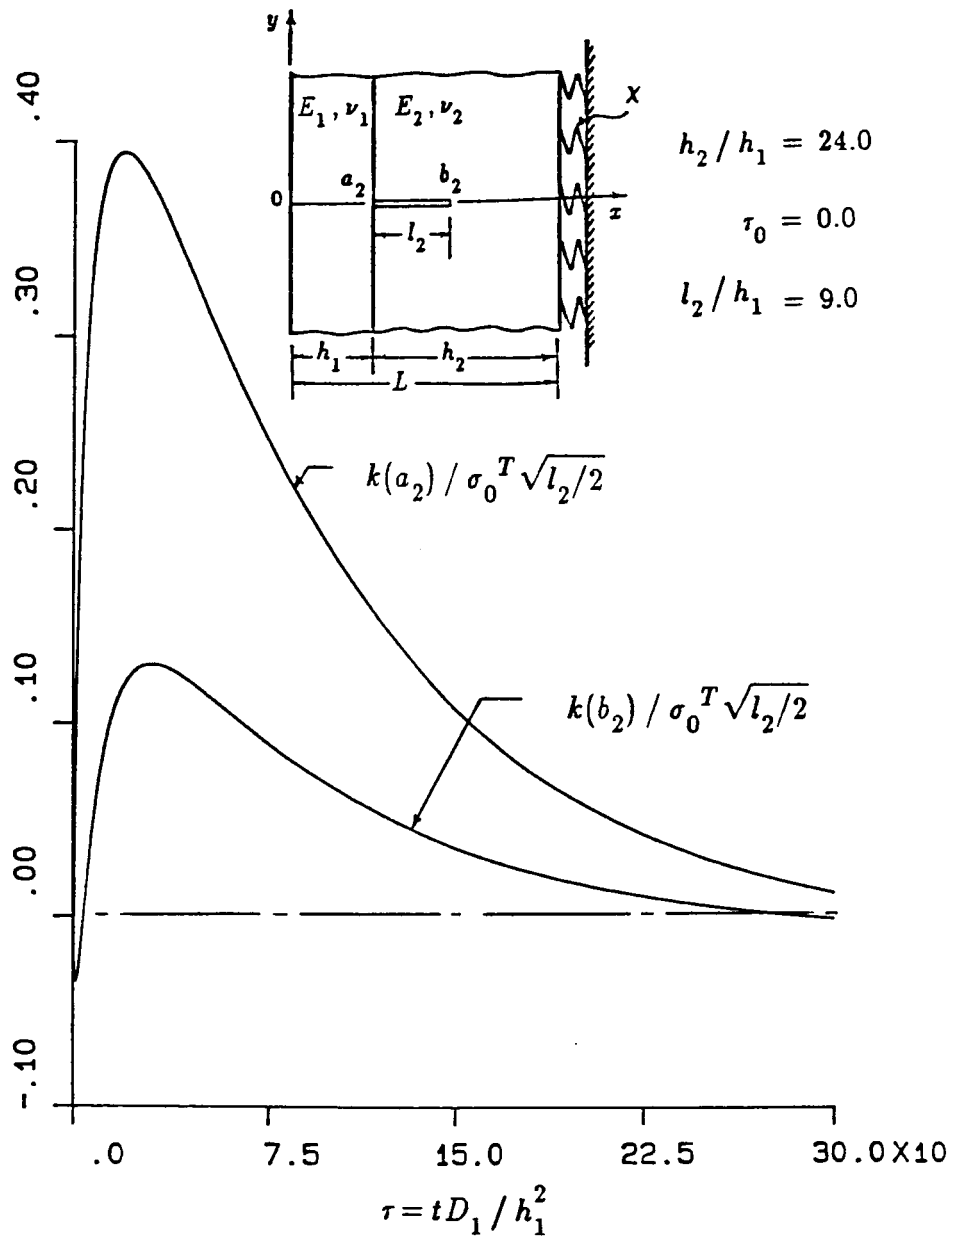 y
.40
E₁, ν₁
E₂, ν₂
χ
h₂/h₁ = 24.0
a₂
b₂
0
x
τ₀ = 0.0
l₂
.30
l₂/h₁ = 9.0
h₁
h₂
L
k(a₂) / σ₀ᵀ √l₂/2
.20
.10
k(b₂) / σ₀ᵀ √l₂/2
.00
-.10
.0 7.5 15.0 22.5 30.0X10
τ = tD₁ / h₁²